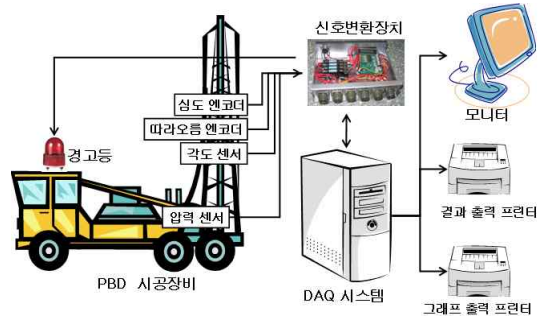 신호변환장치
심도 엔코더
따라오름 엔코더
각도 센서
경고등
모니터
압력 센서
결과 출력 프린터
PBD 시공장비
DAQ 시스템
그래프 출력 프린터